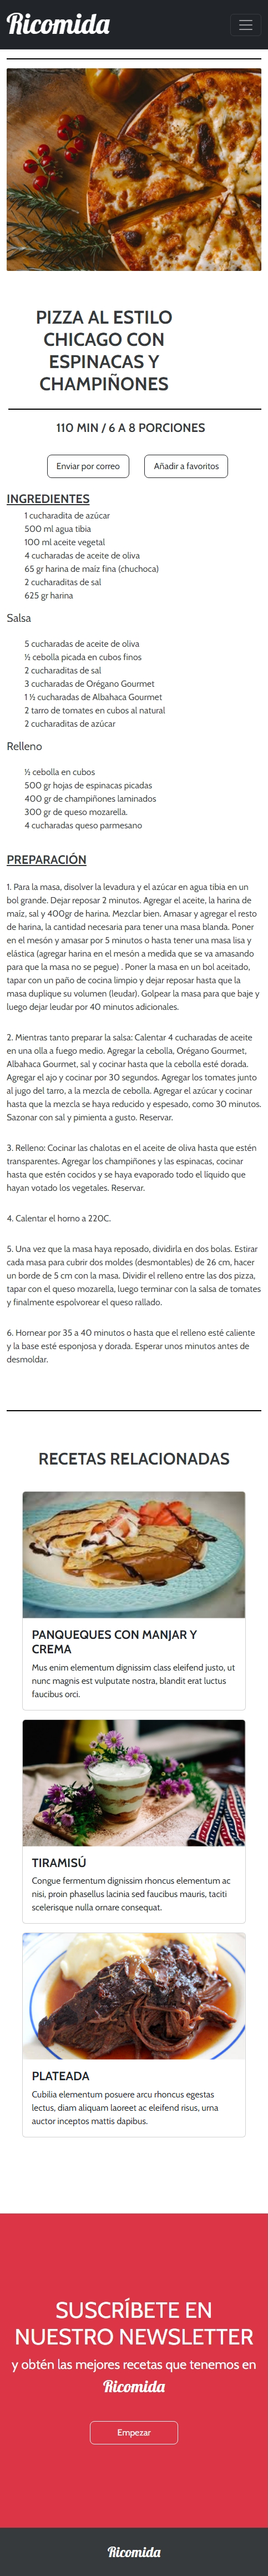 Ricomida
PIZZA AL ESTILO
CHICAGO CON
ESPINACAS Y
CHAMPIÑONES
110 MIN / 6 A 8 PORCIONES
Enviar por correo
Añadir a favoritos
INGREDIENTES
1 cucharadita de azúcar
500 ml agua tibia
100 ml aceite vegetal
4 cucharadas de aceite de oliva
65 gr harina de maíz fina (chuchoca)
2 cucharaditas de sal
625 gr harina
Salsa
5 cucharadas de aceite de oliva
½ cebolla picada en cubos finos
2 cucharaditas de sal
3 cucharadas de Orégano Gourmet
1 ½ cucharadas de Albahaca Gourmet
2 tarro de tomates en cubos al natural
2 cucharaditas de azúcar
Relleno
½ cebolla en cubos
500 gr hojas de espinacas picadas
400 gr de champiñones laminados
300 gr de queso mozarella.
4 cucharadas queso parmesano
PREPARACIÓN
1. Para la masa, disolver la levadura y el azúcar en agua tibia en un
bol grande. Dejar reposar 2 minutos. Agregar el aceite, la harina de
maíz, sal y 400gr de harina. Mezclar bien. Amasar y agregar el resto
de harina, la cantidad necesaria para tener una masa blanda. Poner
en el mesón y amasar por 5 minutos o hasta tener una masa lisa y
elástica (agregar harina en el mesón a medida que se va amasando
para que la masa no se pegue) . Poner la masa en un bol aceitado,
tapar con un paño de cocina limpio y dejar reposar hasta que la
masa duplique su volumen (leudar). Golpear la masa para que baje y
luego dejar leudar por 40 minutos adicionales.
2. Mientras tanto preparar la salsa: Calentar 4 cucharadas de aceite
en una olla a fuego medio. Agregar la cebolla, Orégano Gourmet,
Albahaca Gourmet, sal y cocinar hasta que la cebolla esté dorada.
Agregar el ajo y cocinar por 30 segundos. Agregar los tomates junto
al jugo del tarro, a la mezcla de cebolla. Agregar el azúcar y cocinar
hasta que la mezcla se haya reducido y espesado, como 30 minutos.
Sazonar con sal y pimienta a gusto. Reservar.
3. Relleno: Cocinar las chalotas en el aceite de oliva hasta que estén
transparentes. Agregar los champiñones y las espinacas, cocinar
hasta que estén cocidos y se haya evaporado todo el líquido que
hayan votado los vegetales. Reservar.
4. Calentar el horno a 220C.
5. Una vez que la masa haya reposado, dividirla en dos bolas. Estirar
cada masa para cubrir dos moldes (desmontables) de 26 cm, hacer
un borde de 5 cm con la masa. Dividir el relleno entre las dos pizza,
tapar con el queso mozarella, luego terminar con la salsa de tomates
y finalmente espolvorear el queso rallado.
6. Hornear por 35 a 40 minutos o hasta que el relleno esté caliente
y la base esté esponjosa y dorada. Esperar unos minutos antes de
desmoldar.
RECETAS RELACIONADAS
PANQUEQUES CON MANJAR Y
CREMA
Mus enim elementum dignissim class eleifend justo, ut
nunc magnis est vulputate nostra, blandit erat luctus
faucibus orci.
TIRAMISÚ
Congue fermentum dignissim rhoncus elementum ac
nisi, proin phasellus lacinia sed faucibus mauris, taciti
scelerisque nulla ornare consequat.
PLATEADA
Cubilia elementum posuere arcu rhoncus egestas
lectus, diam aliquam laoreet ac eleifend risus, urna
auctor inceptos mattis dapibus.
SUSCRÍBETE EN
NUESTRO NEWSLETTER
y obtén las mejores recetas que tenemos en
Ricomida
Empezar
Ricomida